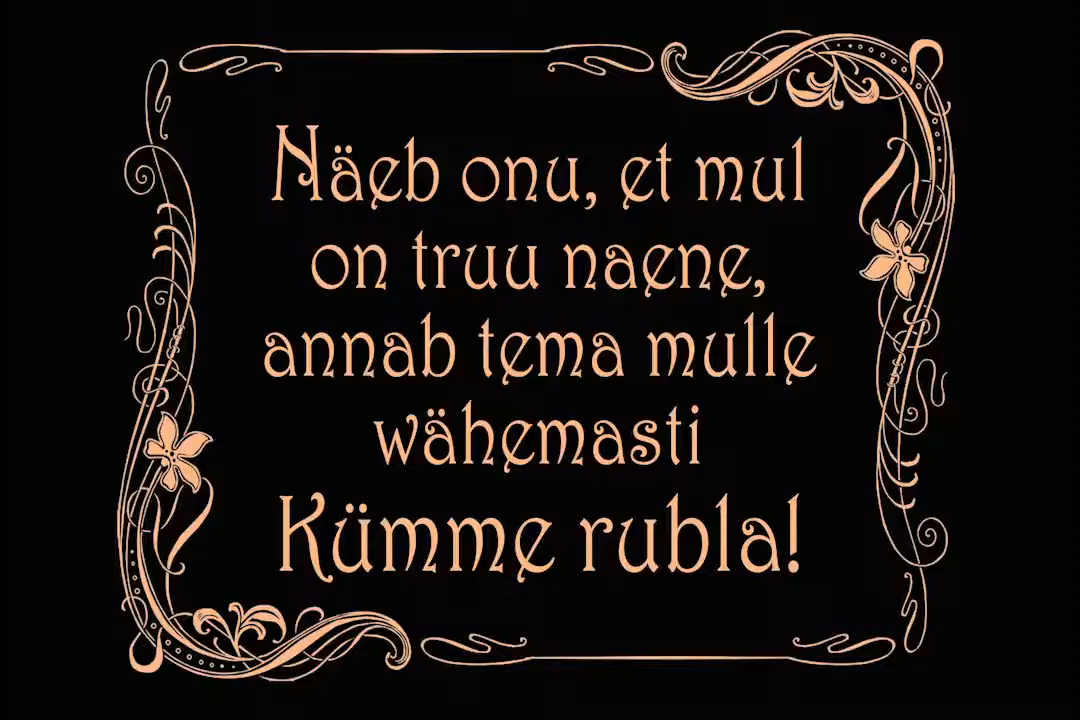 Näeb onu, et mul
on truu naene,
annab tema mulle
wähemasti
Kümme rubla!